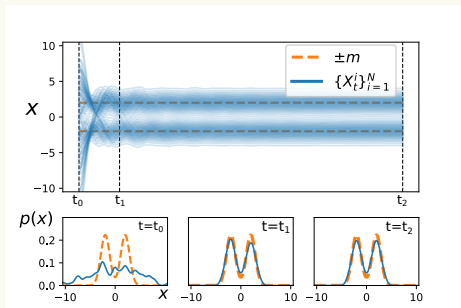 10
5
0
−5
−10
x
±m
{X_t^i}_{i=1}^N
t₀ t₁ t₂
p(x)
t=t₀ t=t₁ t=t₂
0.2
0.1
0.0
−10 0 x −10 0 10 −10 0 10